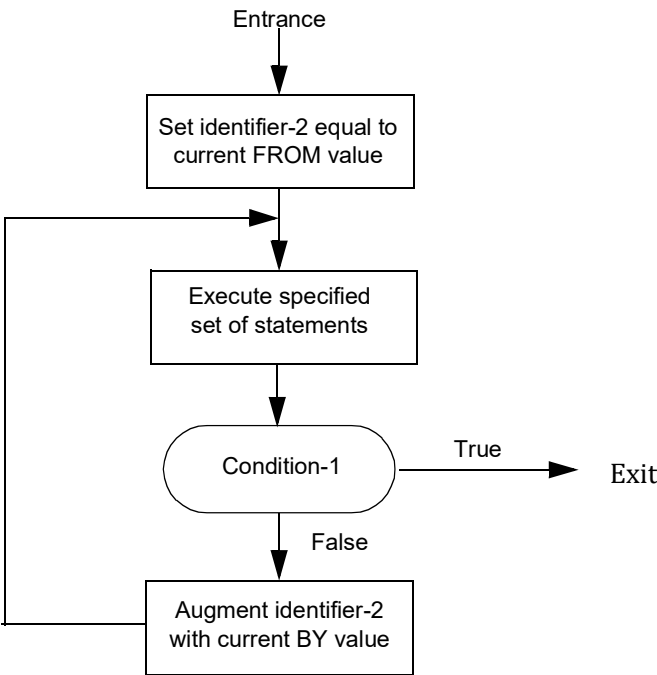 Entrance
Set identifier-2 equal to
current FROM value
Execute specified
set of statements
Condition-1
True
Exit
False
Augment identifier-2
with current BY value